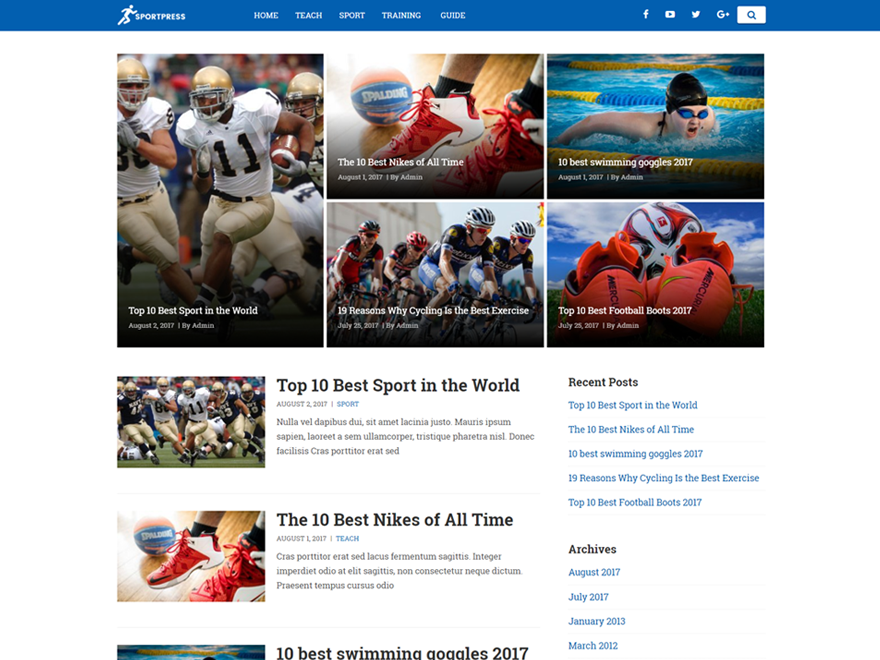 SPORTPRESS
HOME TEACH SPORT TRAINING GUIDE
G+
11
SPALDING
The 10 Best Nikes of All Time
August 1, 2017 | By Admin
10 best swimming goggles 2017
August 1, 2017 | By Admin
Top 10 Best Sport in the World
August 2, 2017 | By Admin
19 Reasons Why Cycling Is the Best Exercise
July 25, 2017 | By Admin
MERCURIAL
Top 10 Best Football Boots 2017
July 25, 2017 | By Admin
Top 10 Best Sport in the World
AUGUST 2, 2017 | SPORT
Nulla vel dapibus dui, sit amet lacinia justo. Mauris ipsum
sapien, laoreet a sem ullamcorper, tristique pharetra nisl. Donec
facilisis Cras porttitor erat sed
The 10 Best Nikes of All Time
AUGUST 1, 2017 | TEACH
Cras porttitor erat sed lacus fermentum sagittis. Integer
imperdiet odio at elit sagittis, non consectetur neque dictum.
Praesent tempus cursus odio
10 best swimming goggles 2017
Recent Posts
Top 10 Best Sport in the World
The 10 Best Nikes of All Time
10 best swimming goggles 2017
19 Reasons Why Cycling Is the Best Exercise
Top 10 Best Football Boots 2017
Archives
August 2017
July 2017
January 2013
March 2012